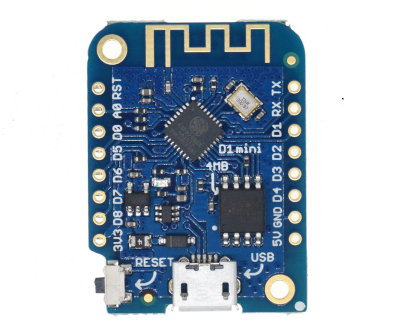 RST
A0
D0
D5
D6
D7
D8
3V3
TX
RX
D1
D2
D3
D4
GND
5V
D1 mini
4MB
RESET
USB